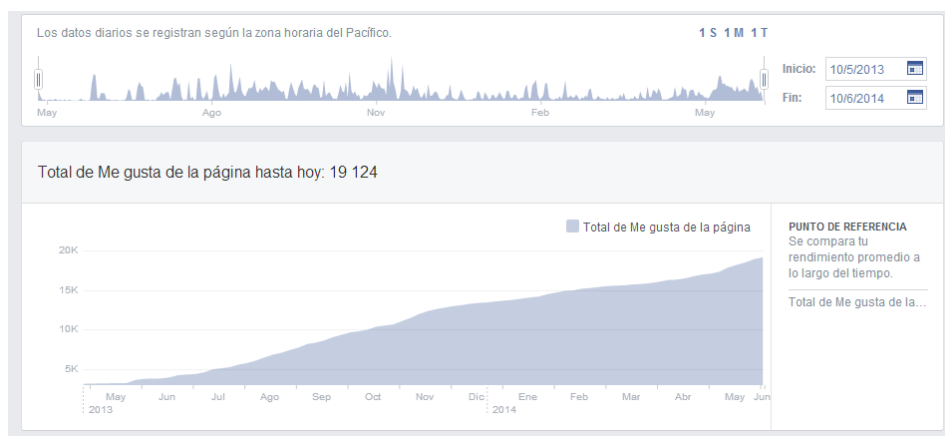 Los datos diarios se registran según la zona horaria del Pacífico.
1 S 1 M 1 T
Inicio: 10/5/2013
Fin: 10/6/2014
May Ago Nov Feb May
Total de Me gusta de la página hasta hoy: 19 124
Total de Me gusta de la página
20K
15K
10K
5K
May Jun Jul Ago Sep Oct Nov Dic Ene Feb Mar Abr May Jun
2013 2014
PUNTO DE REFERENCIA
Se compara tu
rendimiento promedio a
lo largo del tiempo.
Total de Me gusta de la...